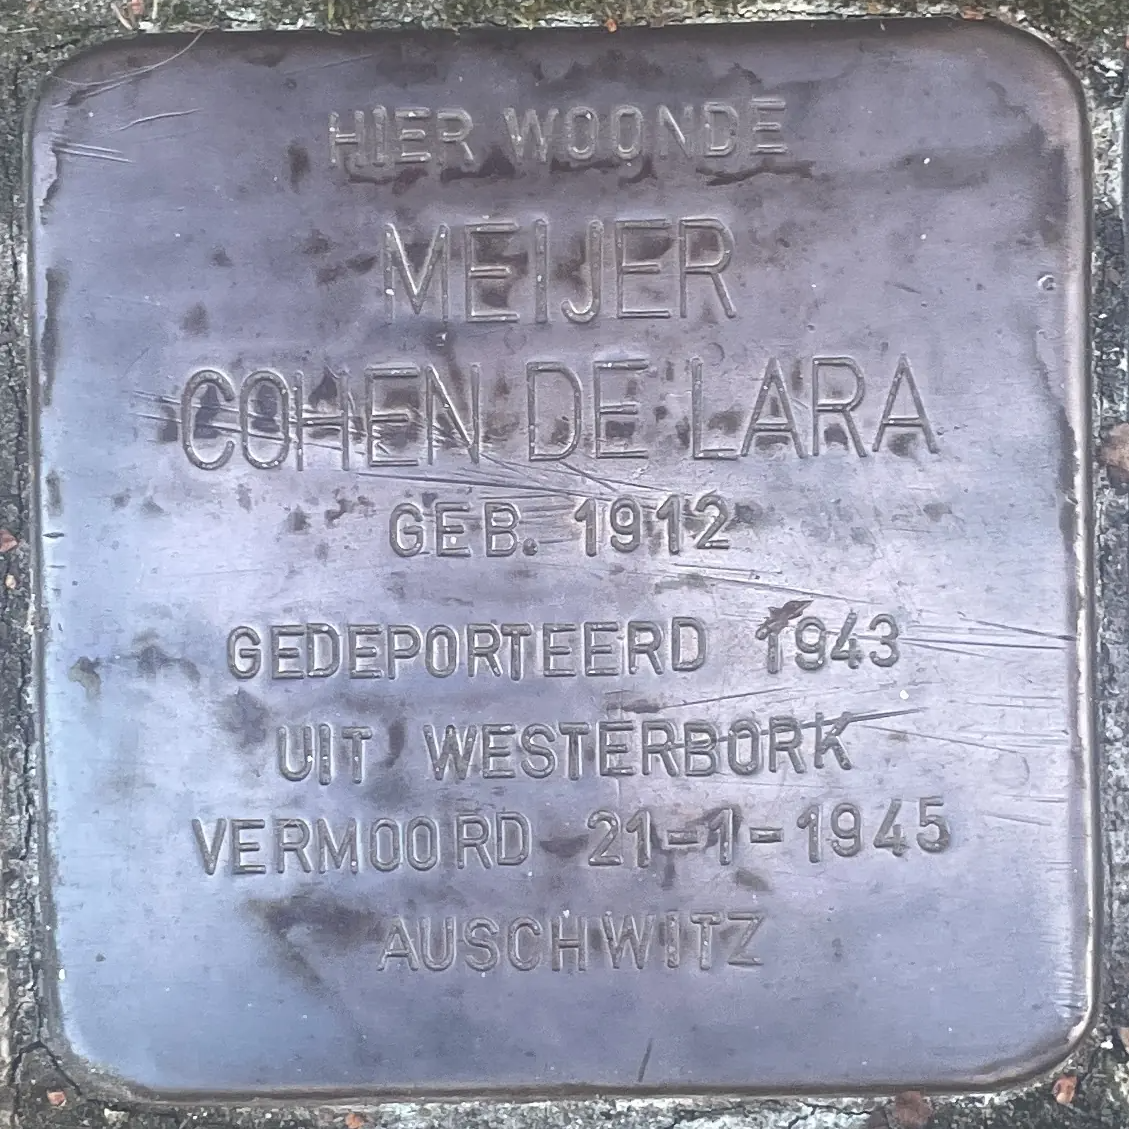 HIER WOONDE
MEIJER
COHEN DE LARA
GEB. 1912
GEDEPORTEERD 1943
UIT WESTERBORK
VERMOORD 21-1-1945
AUSCHWITZ